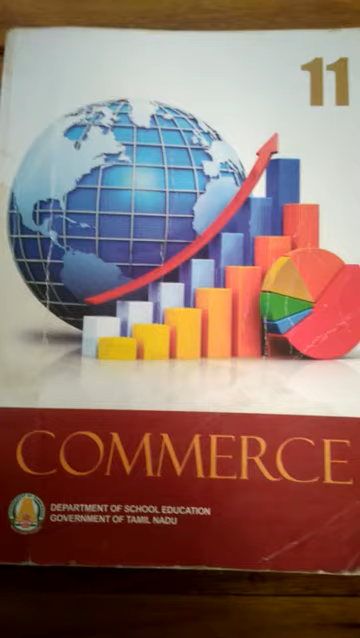 11
COMMERCE
DEPARTMENT OF SCHOOL EDUCATION
GOVERNMENT OF TAMIL NADU